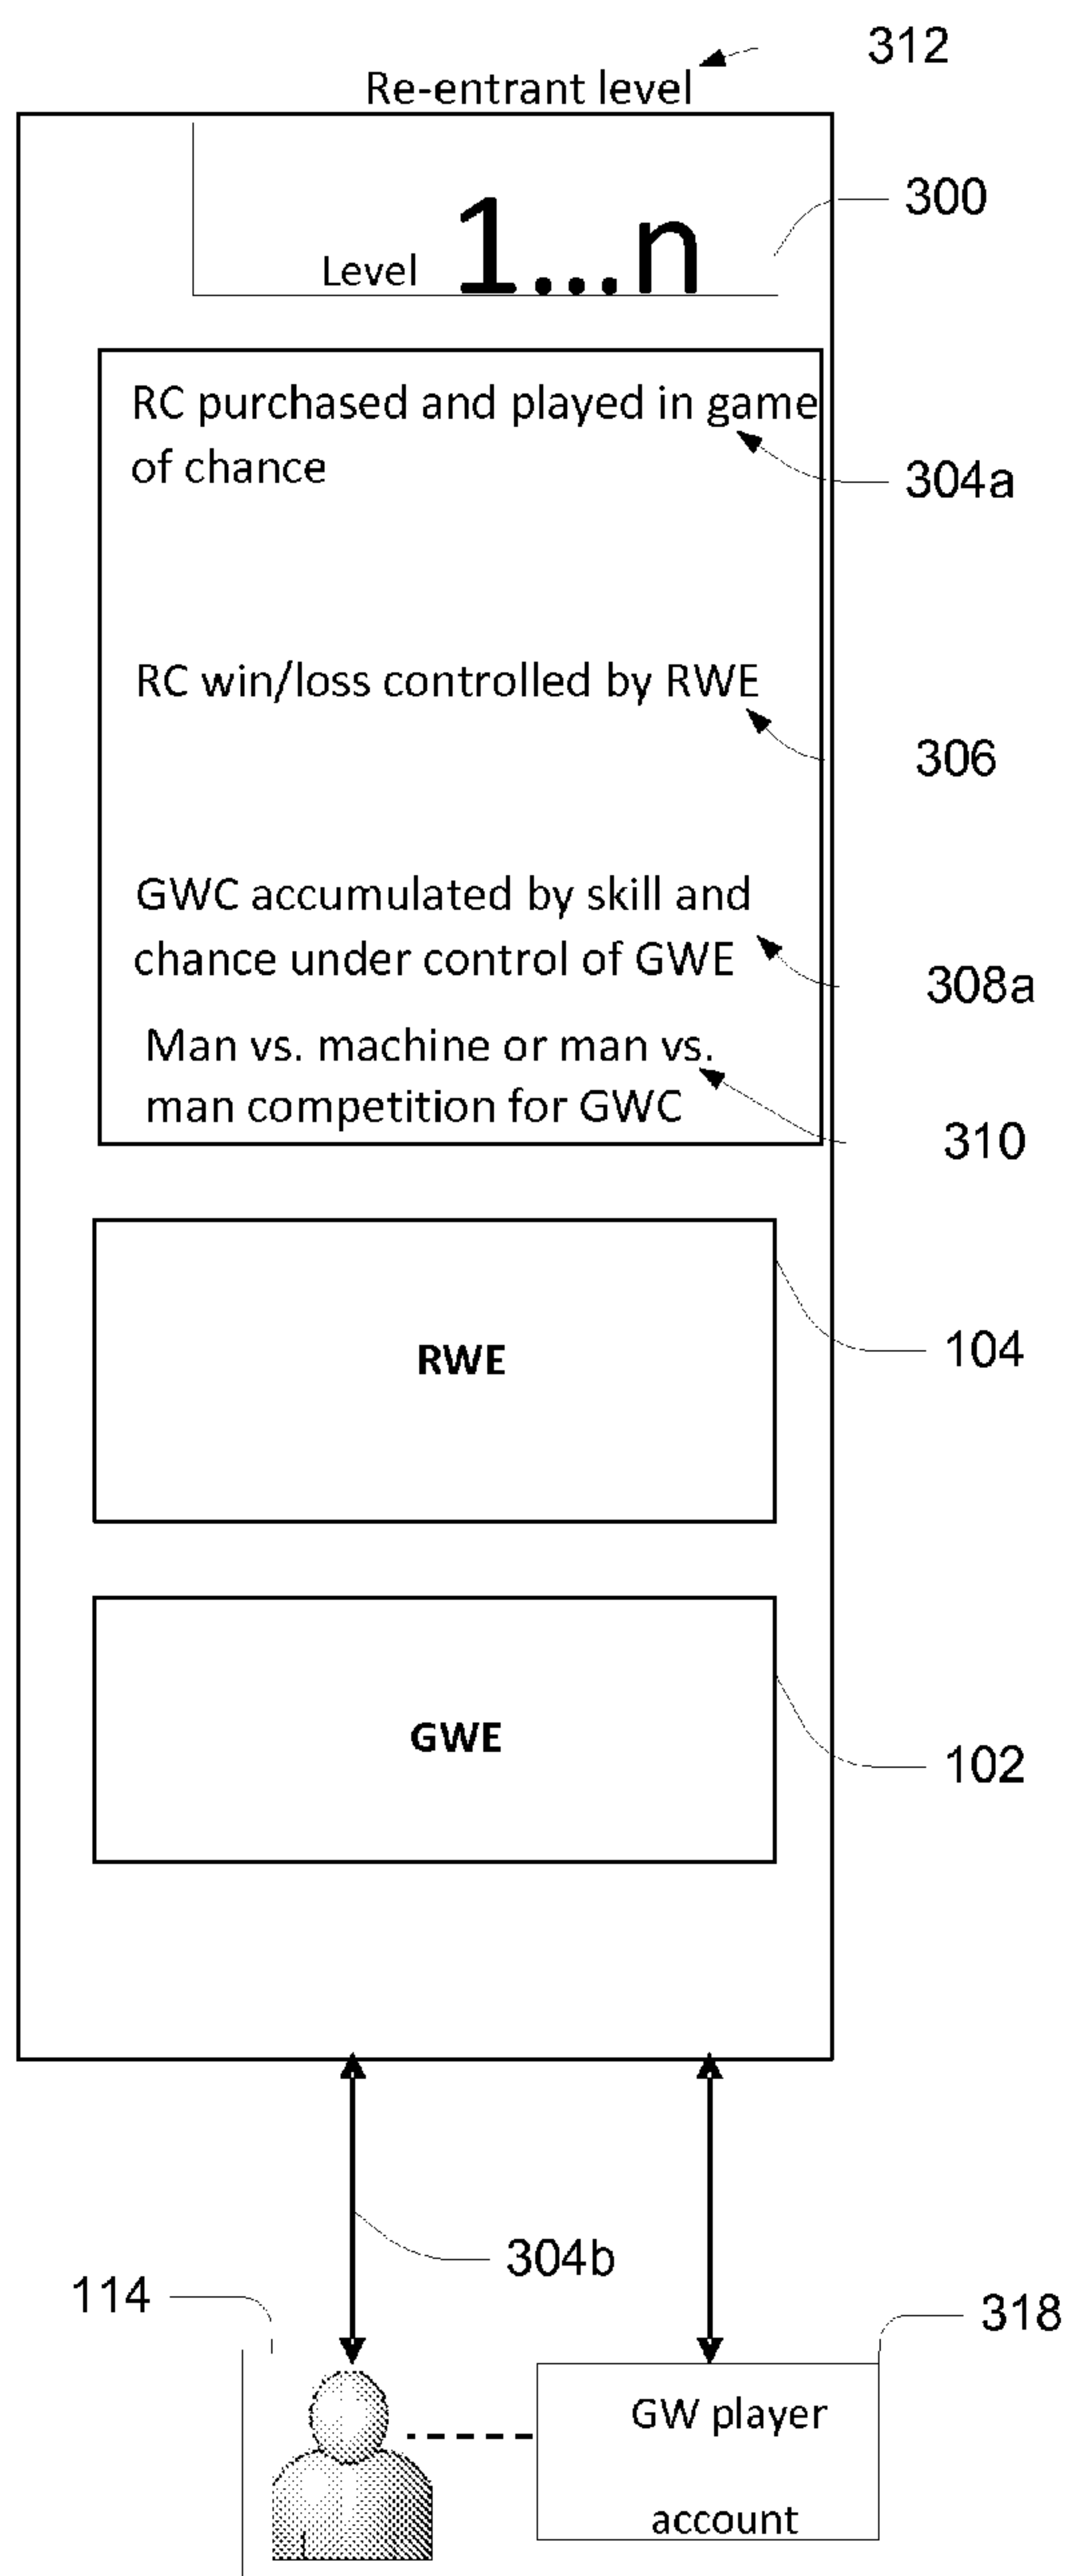 312
Re-entrant level
300
Level 1...n
RC purchased and played in game
of chance
304a
RC win/loss controlled by RWE
306
GWC accumulated by skill and
chance under control of GWE
308a
Man vs. machine or man vs.
man competition for GWC
310
RWE
104
GWE
102
304b
114
318
GW player
account